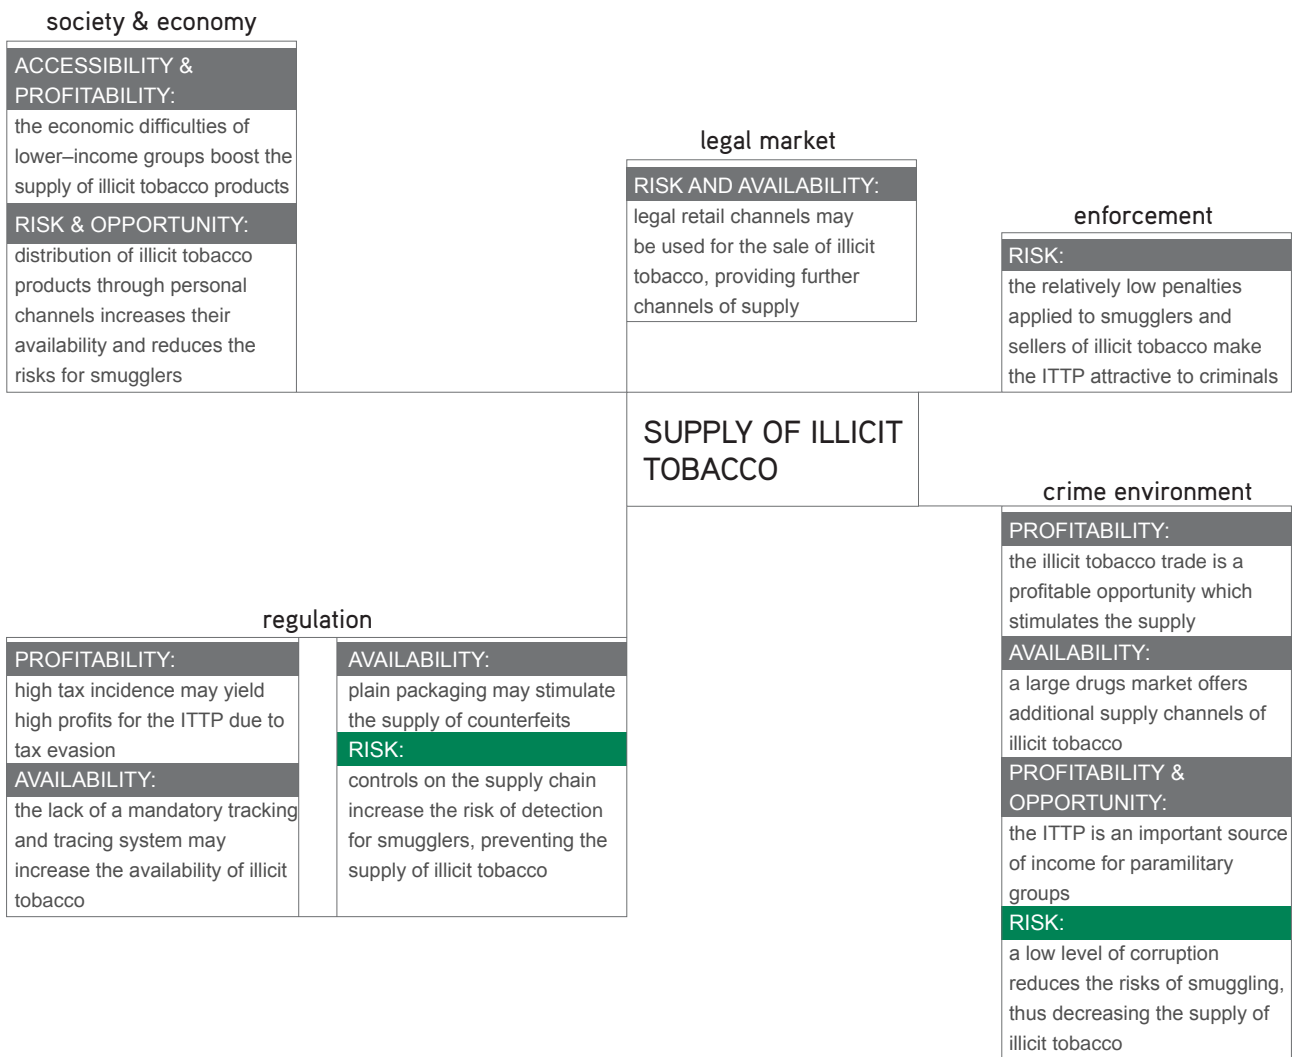 society & economy
ACCESSIBILITY &
PROFITABILITY:
the economic difficulties of
lower–income groups boost the
supply of illicit tobacco products
RISK & OPPORTUNITY:
distribution of illicit tobacco
products through personal
channels increases their
availability and reduces the
risks for smugglers
legal market
RISK AND AVAILABILITY:
legal retail channels may
be used for the sale of illicit
tobacco, providing further
channels of supply
enforcement
RISK:
the relatively low penalties
applied to smugglers and
sellers of illicit tobacco make
the ITTP attractive to criminals
SUPPLY OF ILLICIT
TOBACCO
crime environment
PROFITABILITY:
the illicit tobacco trade is a
profitable opportunity which
stimulates the supply
AVAILABILITY:
a large drugs market offers
additional supply channels of
illicit tobacco
PROFITABILITY &
OPPORTUNITY:
the ITTP is an important source
of income for paramilitary
groups
RISK:
a low level of corruption
reduces the risks of smuggling,
thus decreasing the supply of
illicit tobacco
regulation
PROFITABILITY:
high tax incidence may yield
high profits for the ITTP due to
tax evasion
AVAILABILITY:
the lack of a mandatory tracking
and tracing system may
increase the availability of illicit
tobacco
AVAILABILITY:
plain packaging may stimulate
the supply of counterfeits
RISK:
controls on the supply chain
increase the risk of detection
for smugglers, preventing the
supply of illicit tobacco